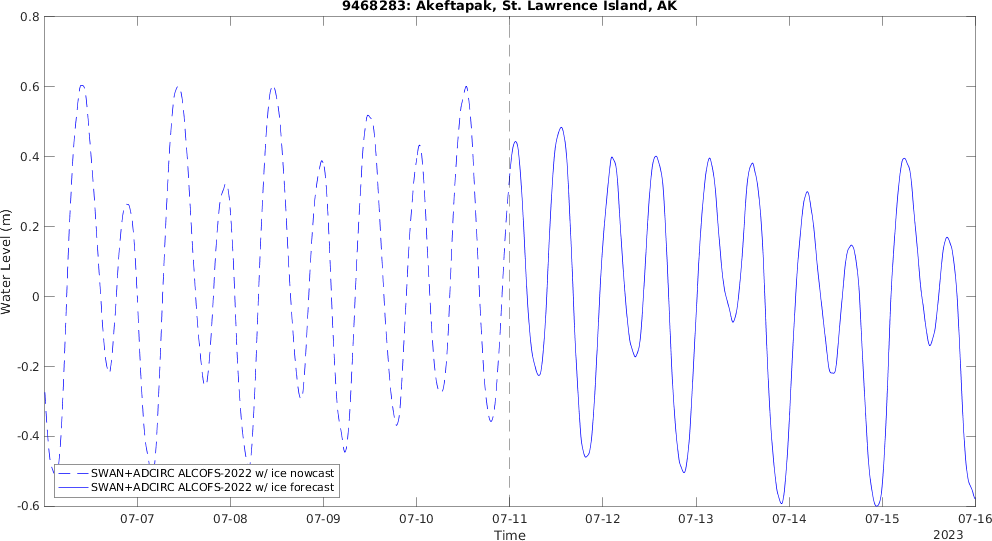 9468283: Akeftapak, St. Lawrence Island, AK
Water Level (m)
0.8
0.6
0.4
0.2
0
-0.2
-0.4
-0.6
SWAN+ADCIRC ALCOFS-2022 w/ ice nowcast
SWAN+ADCIRC ALCOFS-2022 w/ ice forecast
07-07 07-08 07-09 07-10 07-11 07-12 07-13 07-14 07-15 07-16
Time 2023